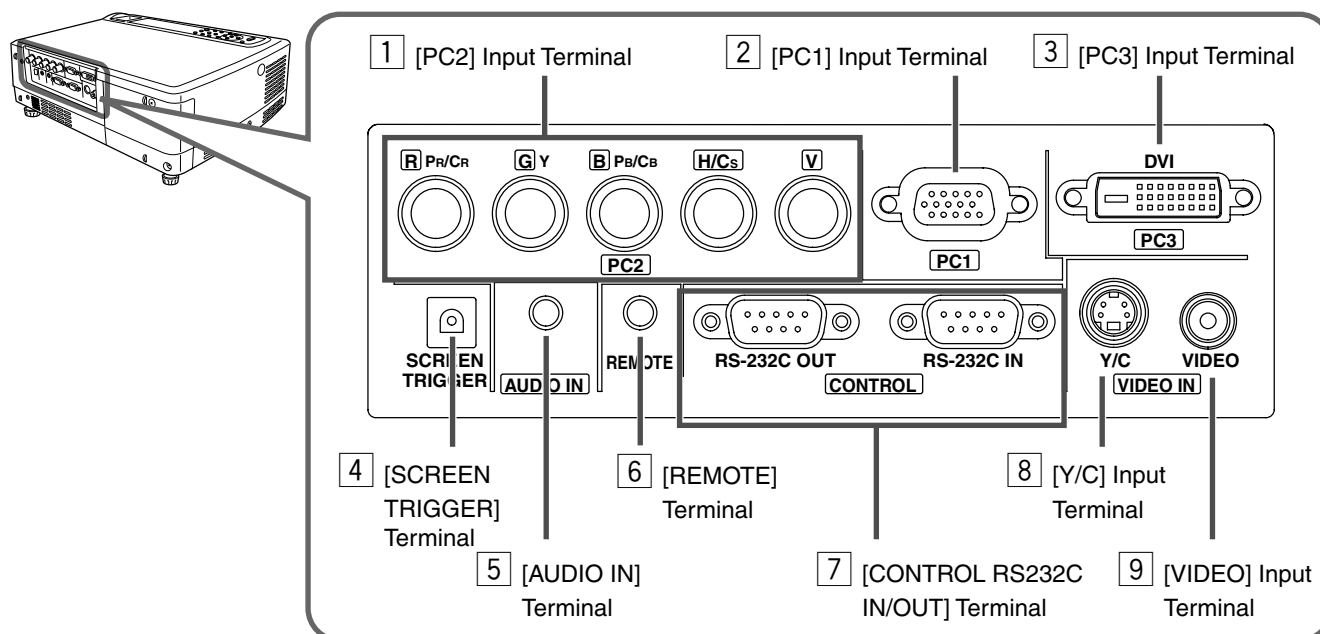 1 [PC2] Input Terminal
2 [PC1] Input Terminal
3 [PC3] Input Terminal
R PR/CR
G Y
B PB/CB
H/Cs
V
DVI
PC2
PC1
PC3
SCREEN
TRIGGER
AUDIO IN
REMOTE
RS-232C OUT
RS-232C IN
CONTROL
Y/C
VIDEO
VIDEO IN
4 [SCREEN
TRIGGER]
Terminal
6 [REMOTE]
Terminal
8 [Y/C] Input
Terminal
5 [AUDIO IN]
Terminal
7 [CONTROL RS232C
IN/OUT] Terminal
9 [VIDEO] Input
Terminal